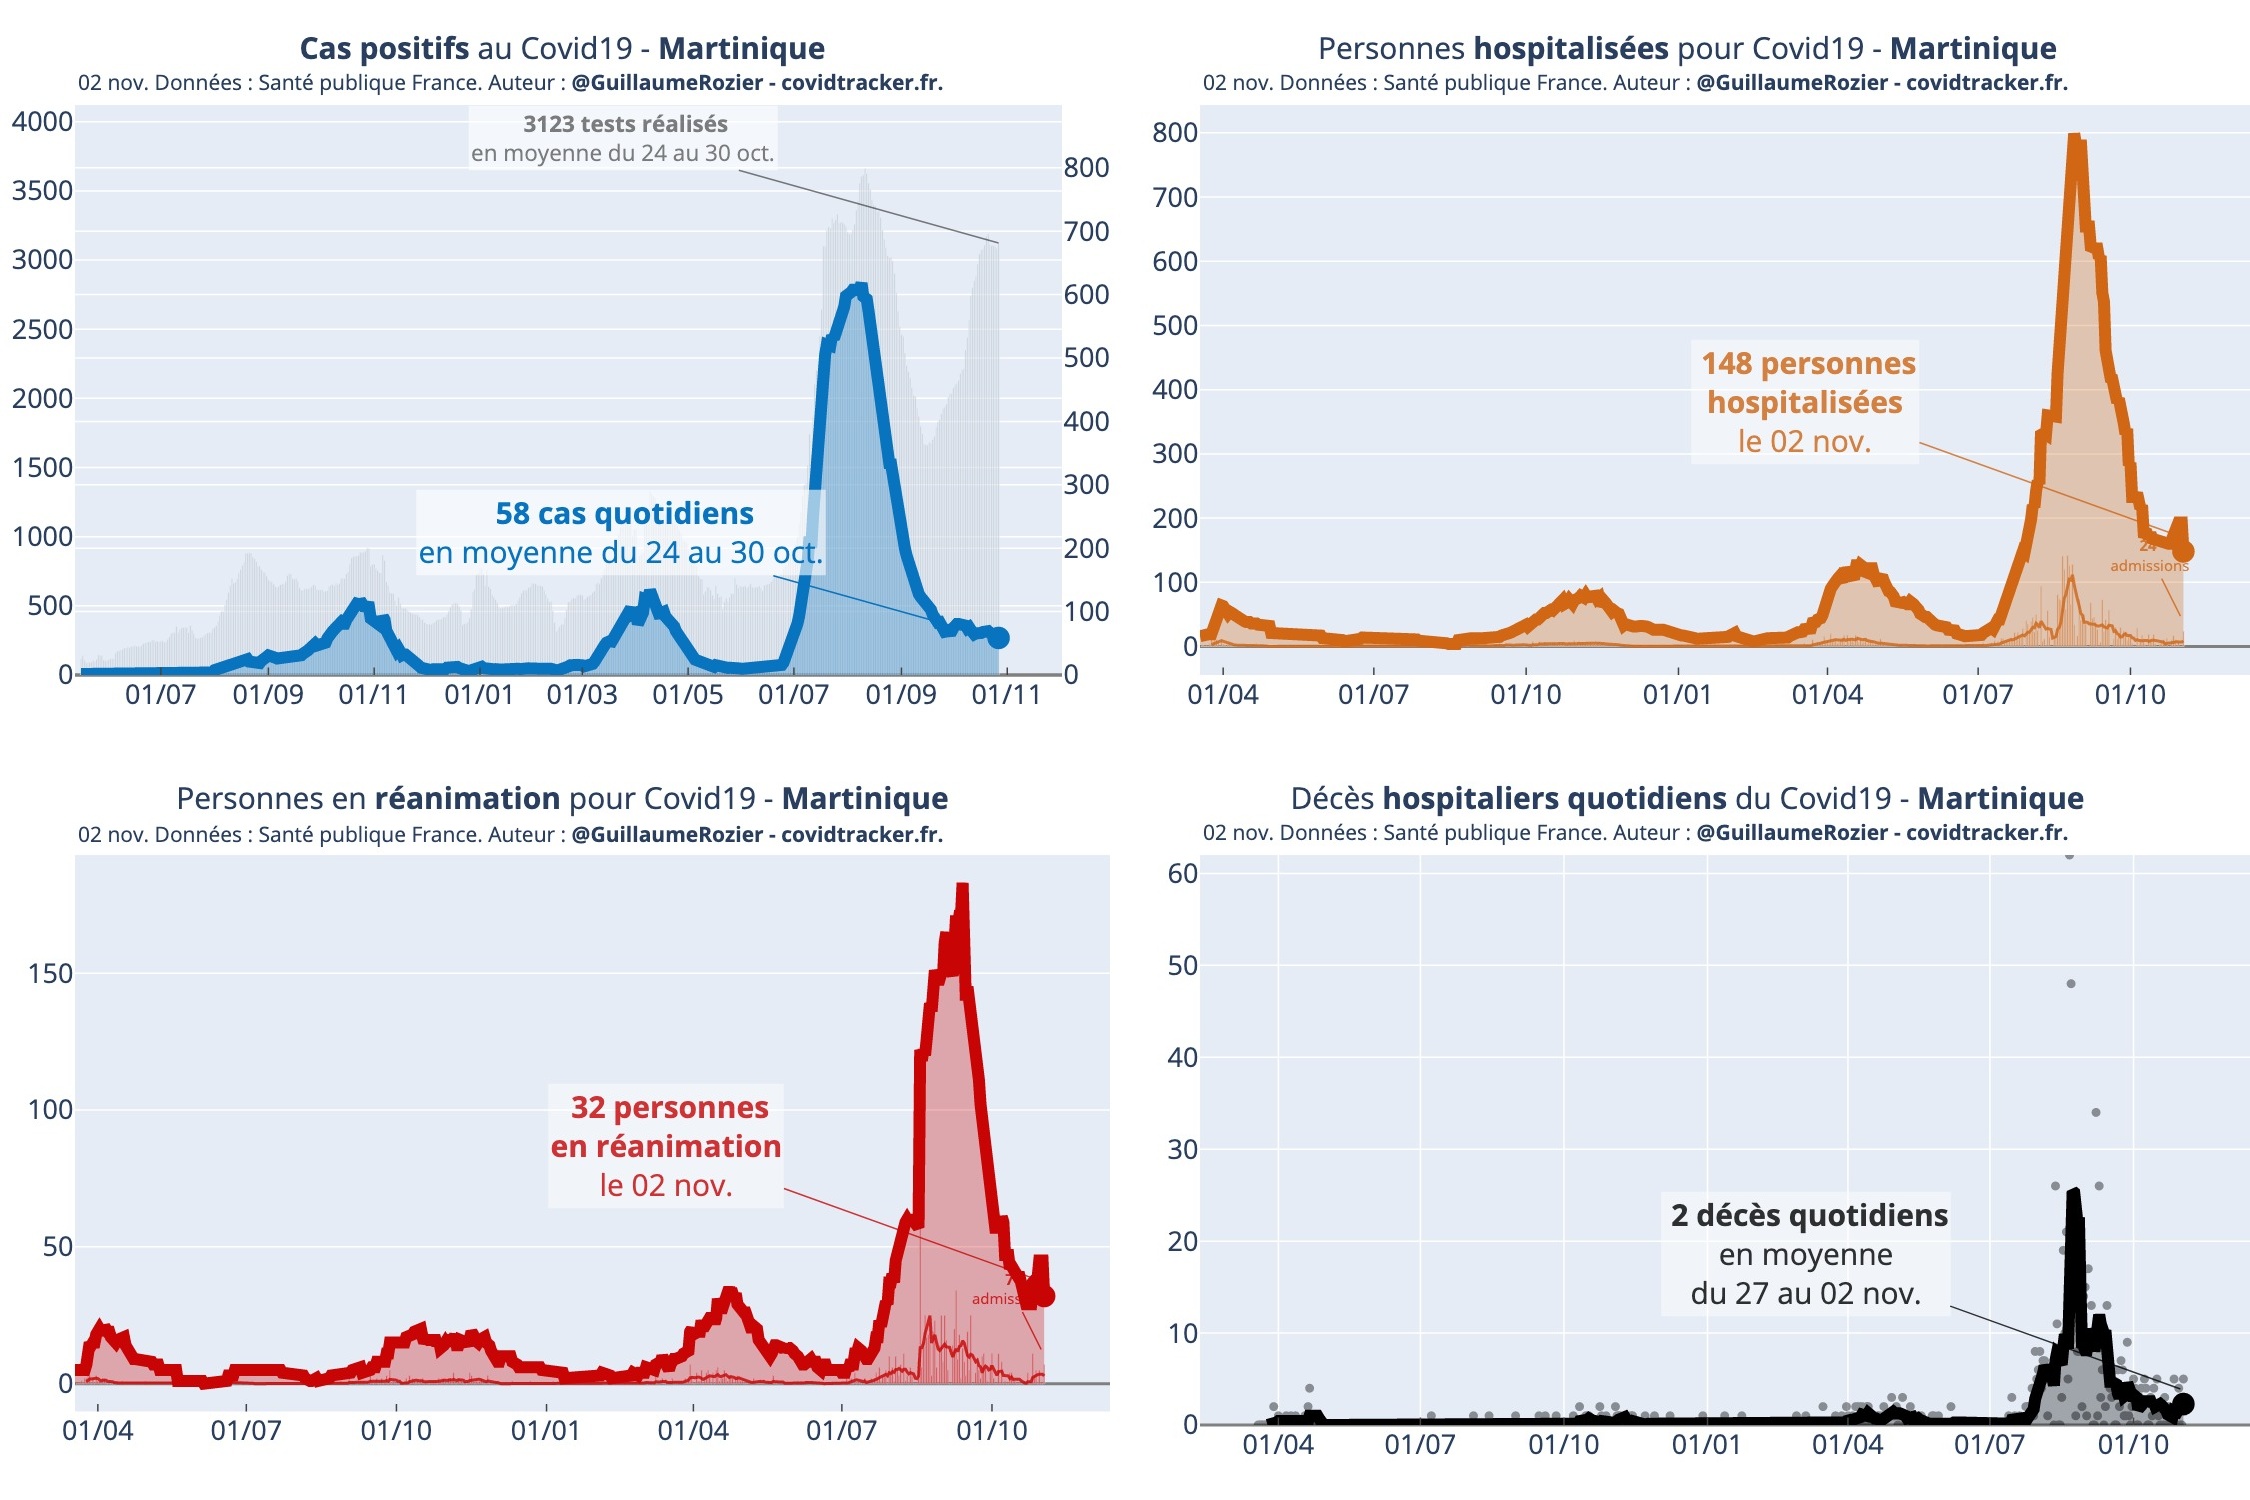 Cas positifs au Covid19 - Martinique
02 nov. Données : Santé publique France. Auteur : @GuillaumeRozier - covidtracker.fr.
3123 tests réalisés
en moyenne du 24 au 30 oct.
58 cas quotidiens
en moyenne du 24 au 30 oct.
4000
3500
3000
2500
2000
1500
1000
500
0
800
700
600
500
400
300
200
100
0
01/07 01/09 01/11 01/01 01/03 01/05 01/07 01/09 01/11
Personnes hospitalisées pour Covid19 - Martinique
02 nov. Données : Santé publique France. Auteur : @GuillaumeRozier - covidtracker.fr.
800
700
600
500
400
300
200
100
0
148 personnes
hospitalisées
le 02 nov.
24
admissions
01/04 01/07 01/10 01/01 01/04 01/07 01/10
Personnes en réanimation pour Covid19 - Martinique
02 nov. Données : Santé publique France. Auteur : @GuillaumeRozier - covidtracker.fr.
150
100
50
0
32 personnes
en réanimation
le 02 nov.
01/04 01/07 01/10 01/01 01/04 01/07 01/10
Décès hospitaliers quotidiens du Covid19 - Martinique
02 nov. Données : Santé publique France. Auteur : @GuillaumeRozier - covidtracker.fr.
60
50
40
30
20
10
0
2 décès quotidiens
en moyenne
du 27 au 02 nov.
01/04 01/07 01/10 01/01 01/04 01/07 01/10